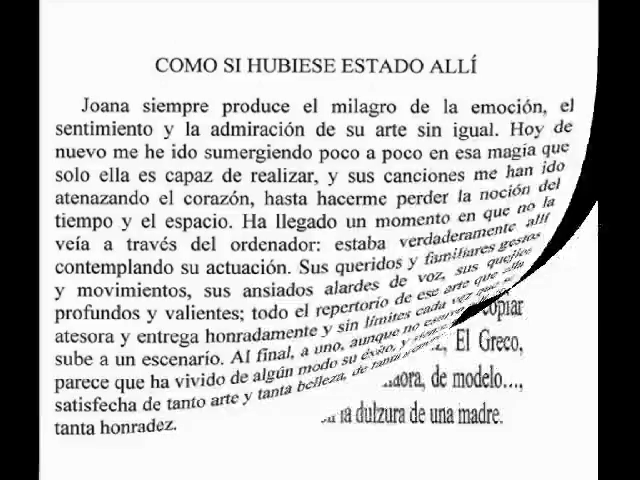 COMO SI HUBIESE ESTADO ALLÍ
Joana siempre produce el milagro de la emoción, el
sentimiento y la admiración de su arte sin igual. Hoy de
nuevo me he ido sumergiendo poco a poco en esa magia que
solo ella es capaz de realizar, y sus canciones me han ido
atenazando el corazón, hasta hacerme perder la noción del
tiempo y el espacio. Ha llegado un momento en que no la
veía a través del ordenador: estaba verdaderamente allí
contemplando su actuación. Sus queridos y familiares gestos
y movimientos, sus ansiados alardes de voz, sus quejíos
profundos y valientes; todo el repertorio de ese arte que ella
atesora y entrega honradamente y sin límites cada vez que se
sube a un escenario. Al final, a uno, aunque no
parece que ha vivido de algún modo su éxito, y
satisfecha de tanto arte y tanta belleza, de tanta
tanta honradez.
copiar
El Greco,
de modelo...,
la dulzura de una madre.